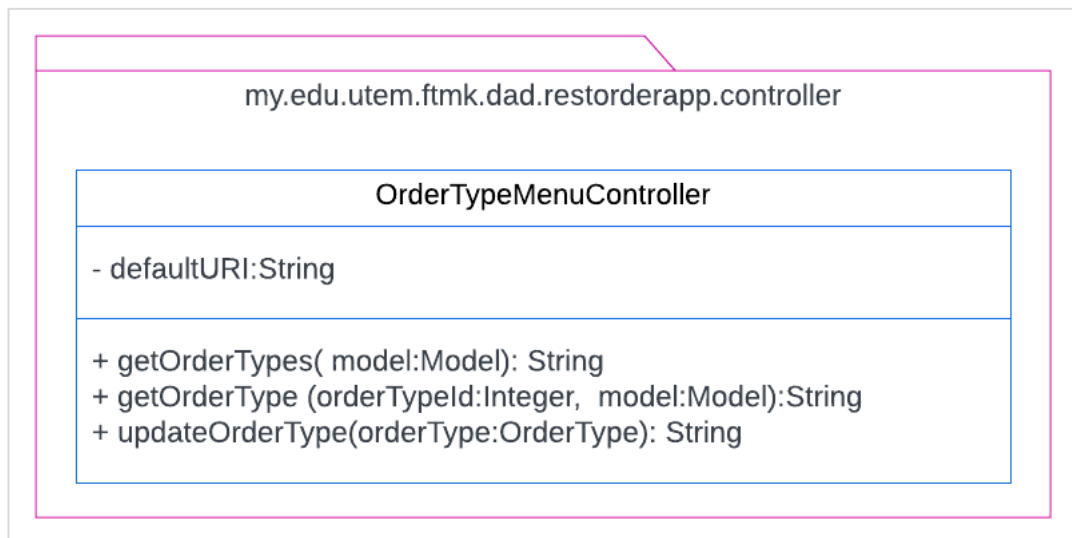 my.edu.utem.ftmk.dad.restorderapp.controller
OrderTypeMenuController
- defaultURI:String
+ getOrderTypes( model:Model): String
+ getOrderType (orderTypeId:Integer,  model:Model):String
+ updateOrderType(orderType:OrderType): String